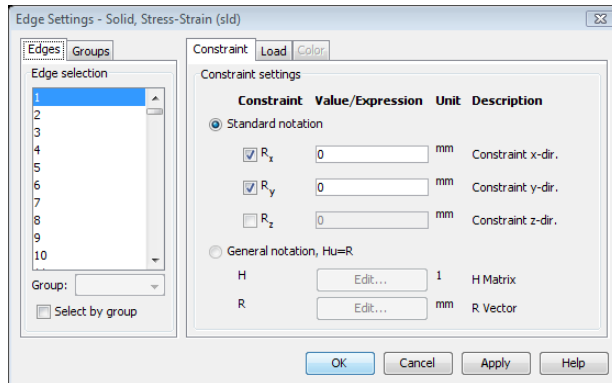 Edge Settings - Solid, Stress-Strain (sld)
Edges Groups
Edge selection
1
2
3
4
5
6
7
8
9
10
Group:
Select by group
Constraint Load Color
Constraint settings
Constraint Value/Expression Unit Description
Standard notation
Rx 0 mm Constraint x-dir.
Ry 0 mm Constraint y-dir.
Rz 0 mm Constraint z-dir.
General notation, Hu=R
H Edit... 1 H Matrix
R Edit... mm R Vector
OK Cancel Apply Help